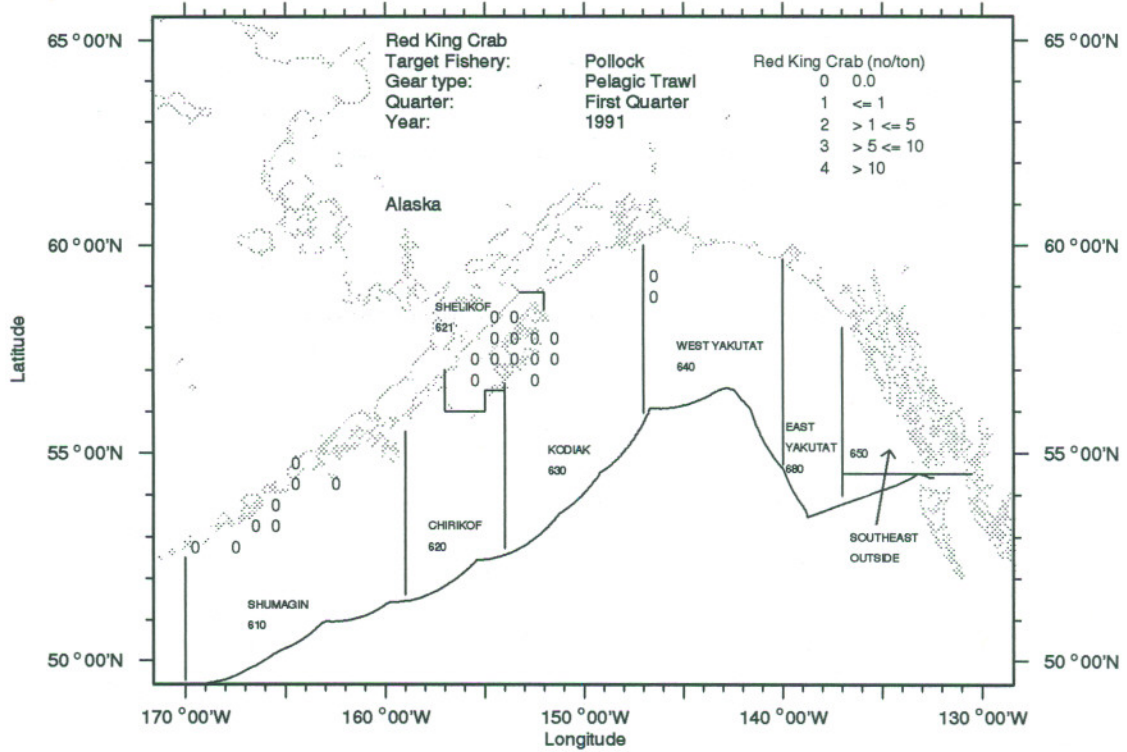 65 °00'N
65 °00'N
Red King Crab
Target Fishery: Pollock
Gear type: Pelagic Trawl
Quarter: First Quarter
Year: 1991
Red King Crab (no/ton)
0 0.0
1 <= 1
2 > 1 <= 5
3 > 5 <= 10
4 > 10
Alaska
60 °00'N
60 °00'N
0
0
SHELIKOF
621
0 0
0 0 0 0
0 0 0 0 0
0 0
WEST YAKUTAT
640
Latitude
55 °00'N
55 °00'N
EAST
YAKUTAT
680
650
KODIAK
630
0
0 0
0
0 0
0 0
CHIRIKOF
620
SOUTHEAST
OUTSIDE
SHUMAGIN
610
50 °00'N
50 °00'N
170 °00'W
160 °00'W
150 °00'W
140 °00'W
130 °00'W
Longitude